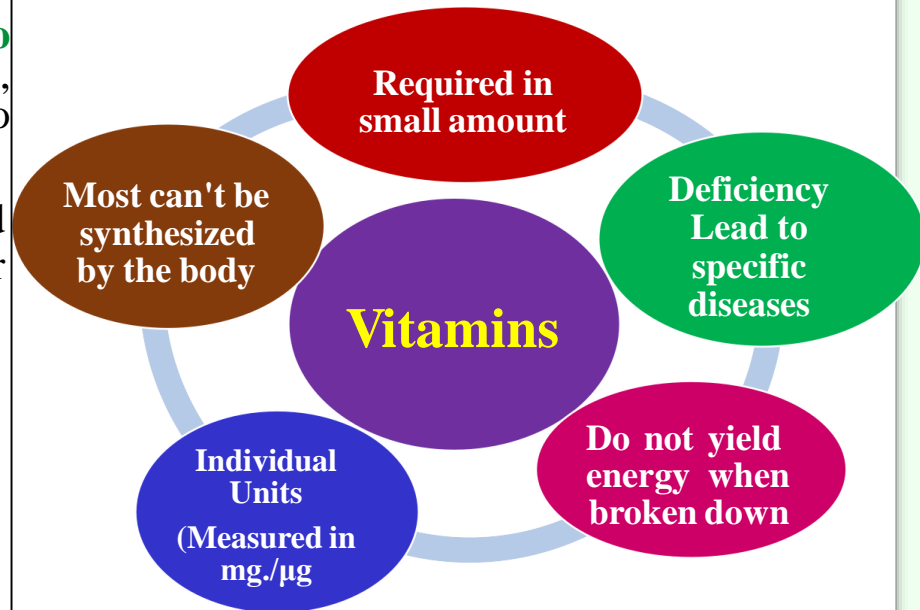 Required in
small amount
Deficiency
Lead to
specific
diseases
Do not yield
energy when
broken down
Individual
Units
(Measured in
mg./µg
Most can't be
synthesized
by the body
Vitamins